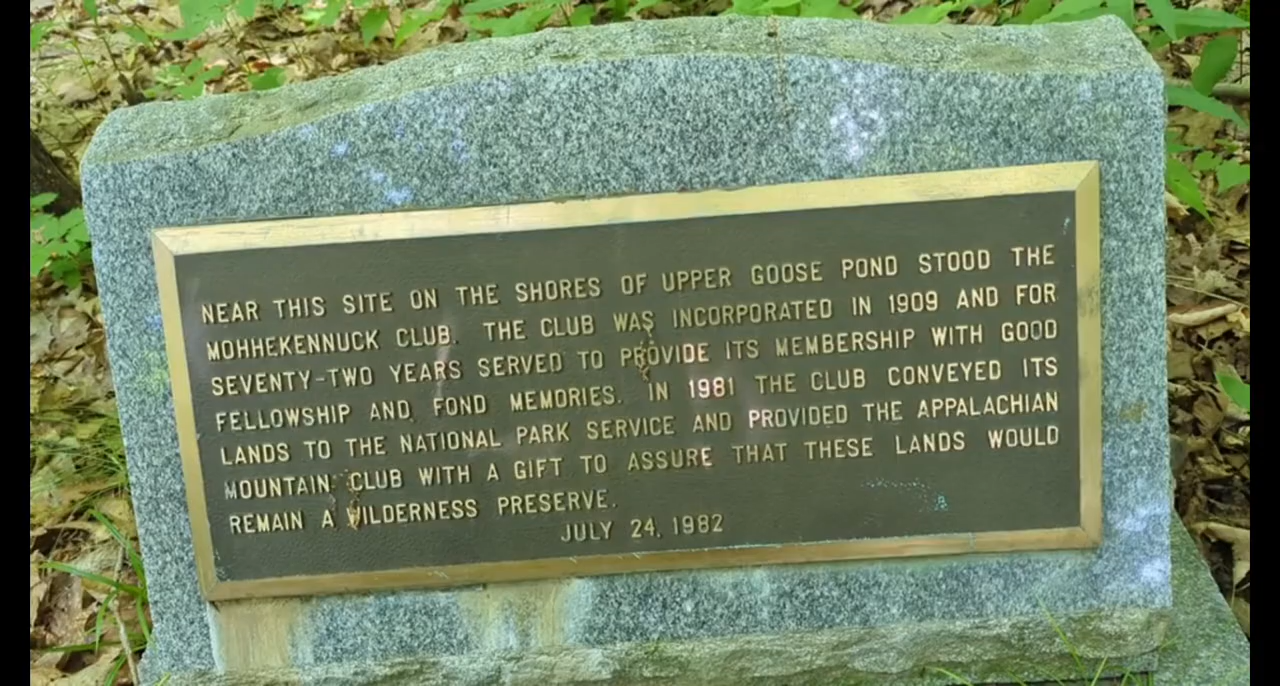 NEAR THIS SITE ON THE SHORES OF UPPER GOOSE POND STOOD THE
MOHHEKENNUCK CLUB. THE CLUB WAS INCORPORATED IN 1909 AND FOR
SEVENTY-TWO YEARS SERVED TO PROVIDE ITS MEMBERSHIP WITH GOOD
FELLOWSHIP AND FOND MEMORIES. IN 1981 THE CLUB CONVEYED ITS
LANDS TO THE NATIONAL PARK SERVICE AND PROVIDED THE APPALACHIAN
MOUNTAIN CLUB WITH A GIFT TO ASSURE THAT THESE LANDS WOULD
REMAIN A WILDERNESS PRESERVE.
JULY 24, 1982